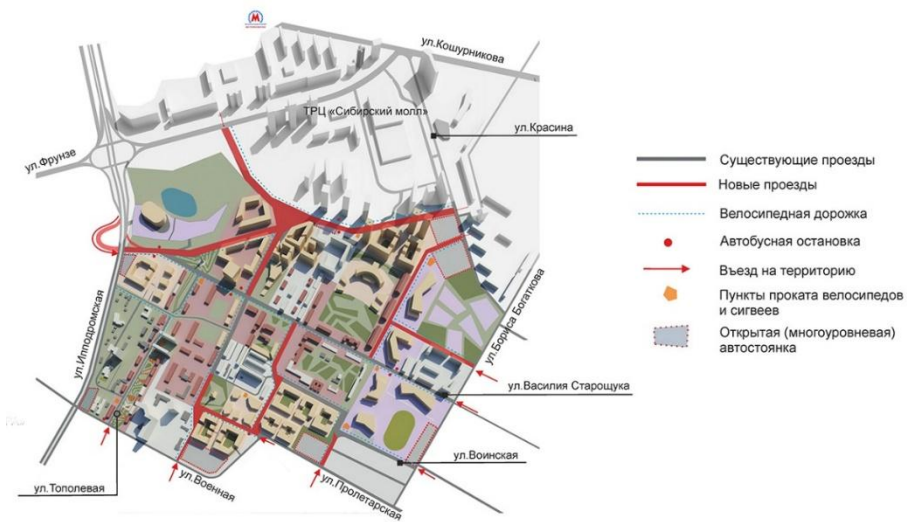 М
ул.Кошурникова
ТРЦ «Сибирский молл»
ул.Красина
ул.Фрунзе
ул.Ипподромская
ул.Бориса Богаткова
ул.Василия Старощука
ул.Воинская
ул.Тополевая
ул.Военная
ул.Пролетарская
Существующие проезды
Новые проезды
Велосипедная дорожка
Автобусная остановка
Въезд на территорию
Пункты проката велосипедов
и сигвеев
Открытая (многоуровневая)
автостоянка